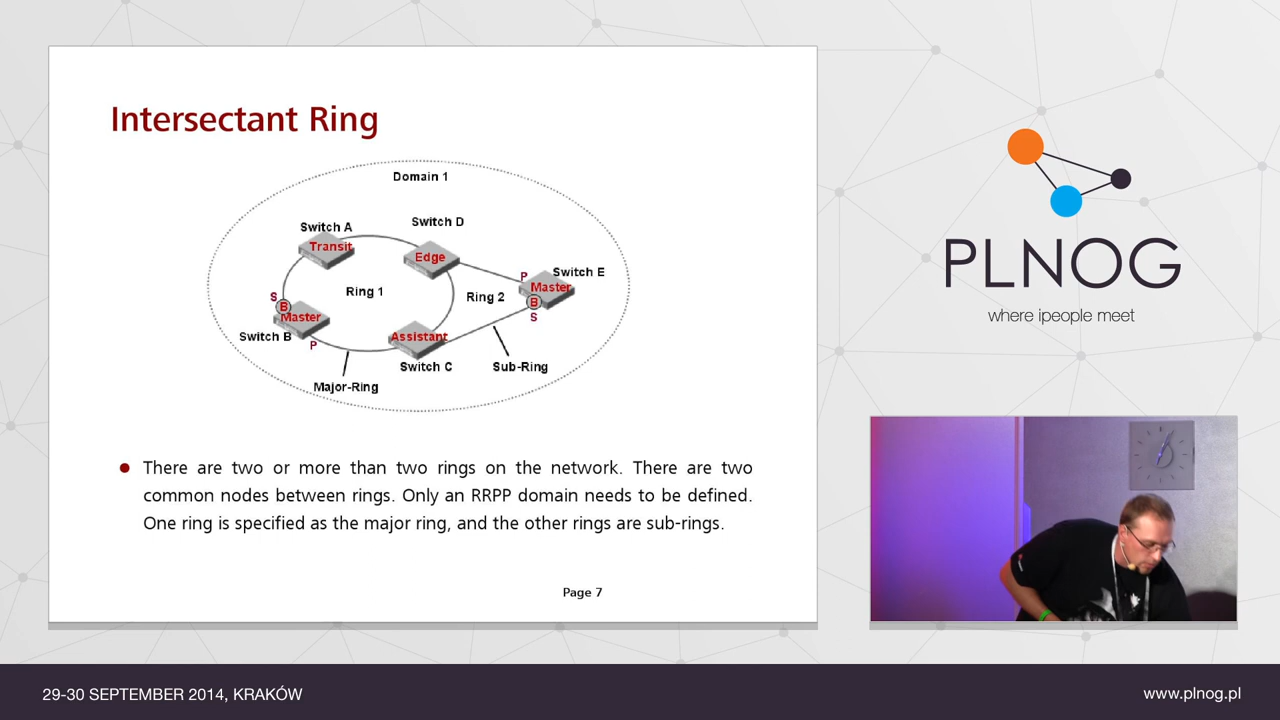 Intersectant Ring
Domain 1
Switch A
Switch D
Transit
Edge
Switch E
P
Master
S
B
Ring 1
Ring 2
B
Master
S
Switch B
P
Assistant
Switch C
Sub-Ring
Major-Ring
There are two or more than two rings on the network. There are two
common nodes between rings. Only an RRPP domain needs to be defined.
One ring is specified as the major ring, and the other rings are sub-rings.
Page 7
PLNOG
where ipeople meet
29-30 SEPTEMBER 2014, KRAKÓW
www.plnog.pl